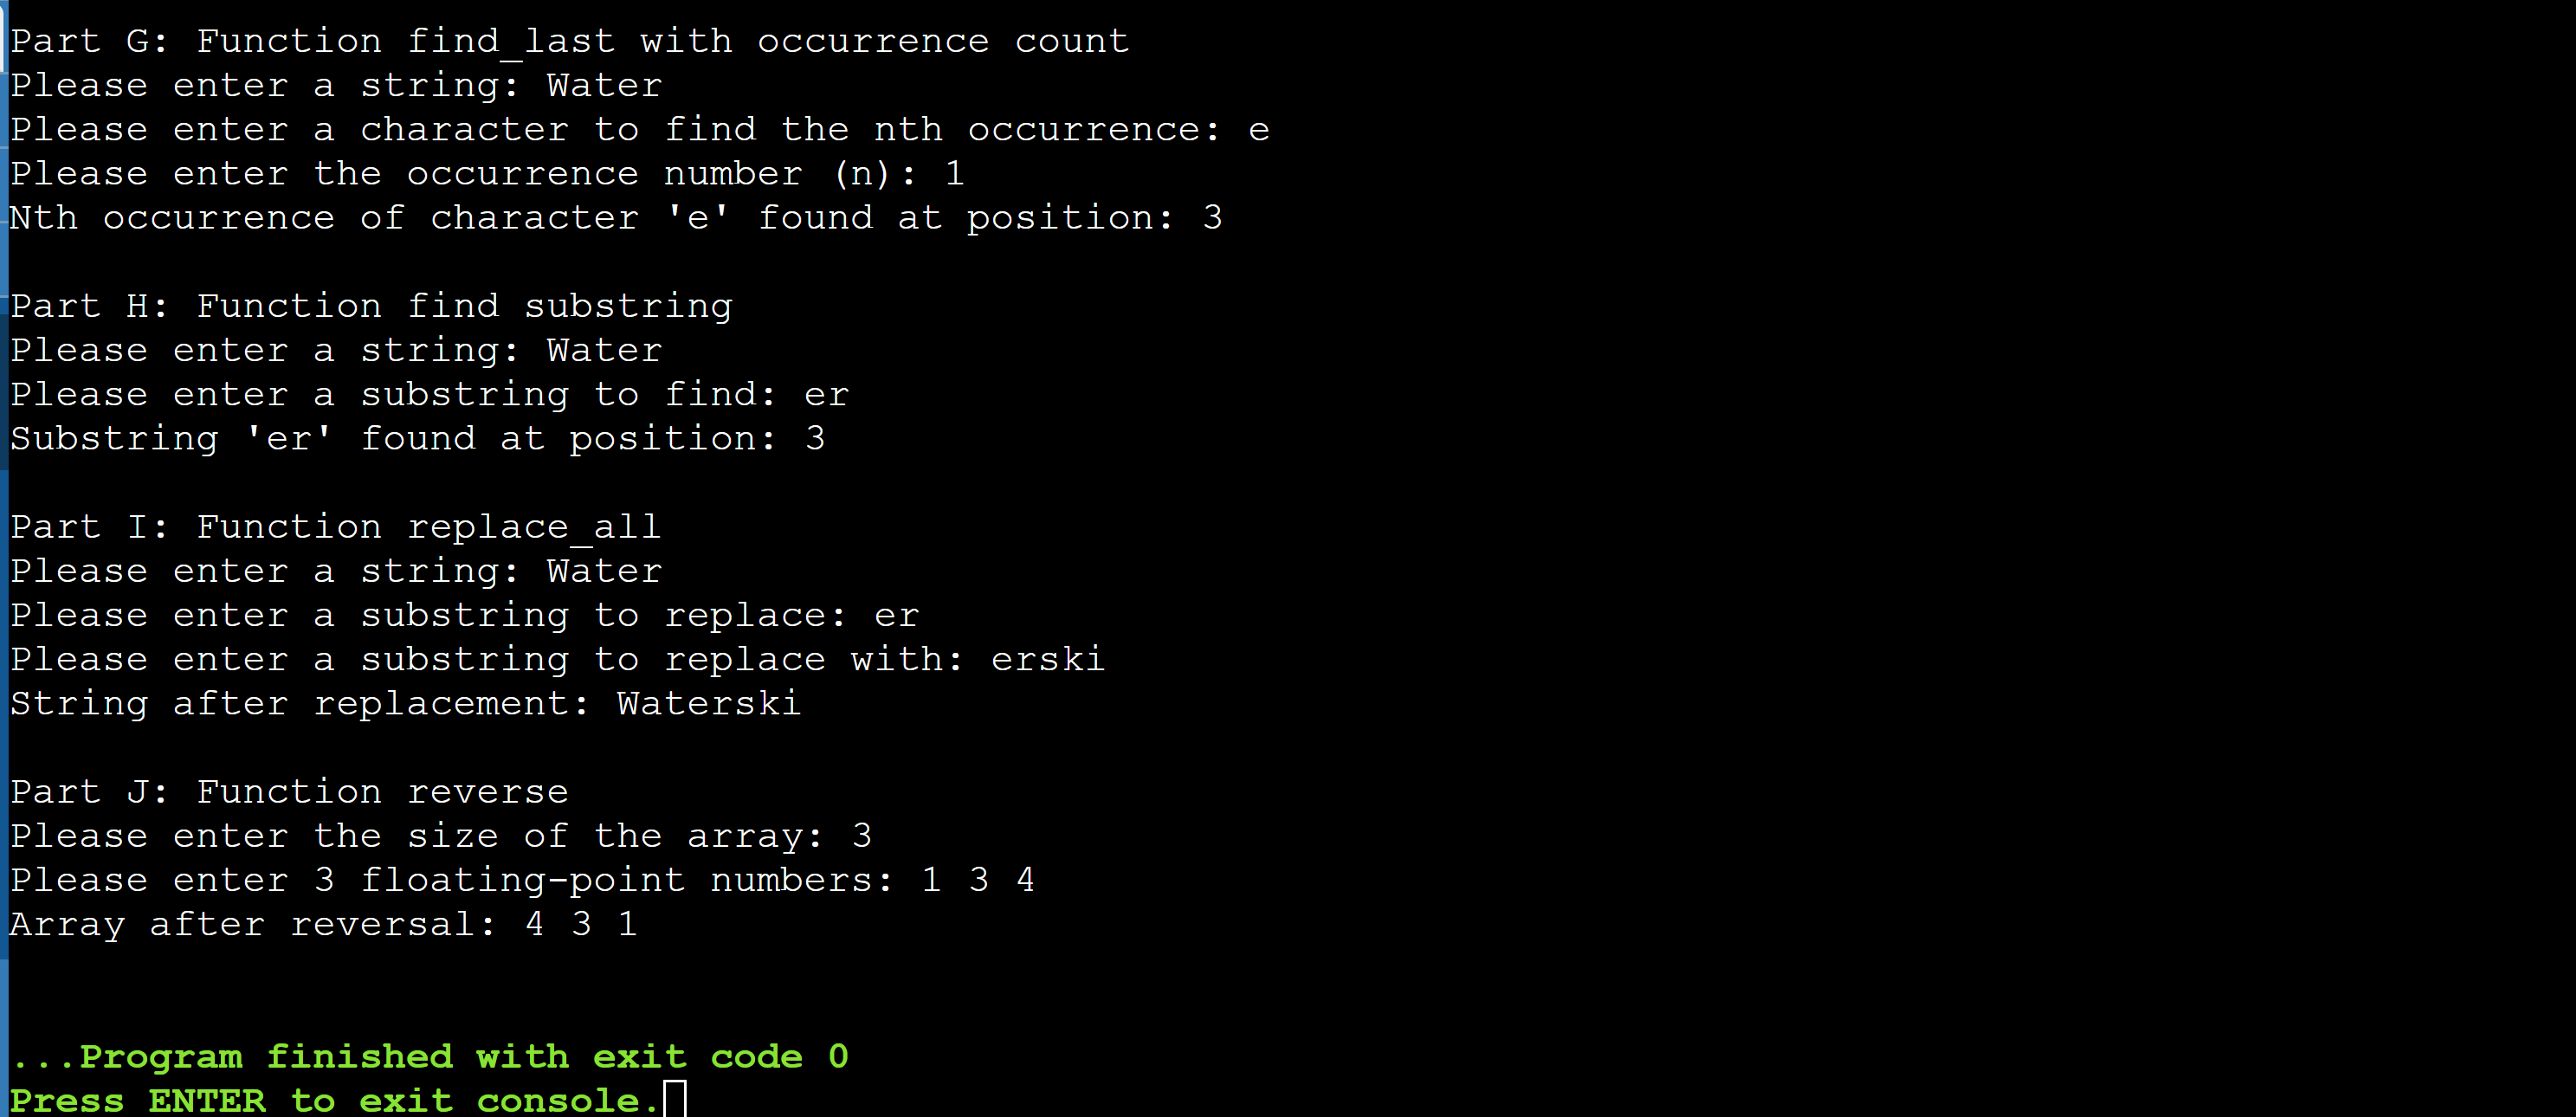 Part G: Function find_last with occurrence count
Please enter a string: Water
Please enter a character to find the nth occurrence: e
Please enter the occurrence number (n): 1
Nth occurrence of character 'e' found at position: 3
Part H: Function find substring
Please enter a string: Water
Please enter a substring to find: er
Substring 'er' found at position: 3
Part I: Function replace_all
Please enter a string: Water
Please enter a substring to replace: er
Please enter a substring to replace with: erski
String after replacement: Waterski
Part J: Function reverse
Please enter the size of the array: 3
Please enter 3 floating-point numbers: 1 3 4
Array after reversal: 4 3 1
...Program finished with exit code 0
Press ENTER to exit console.